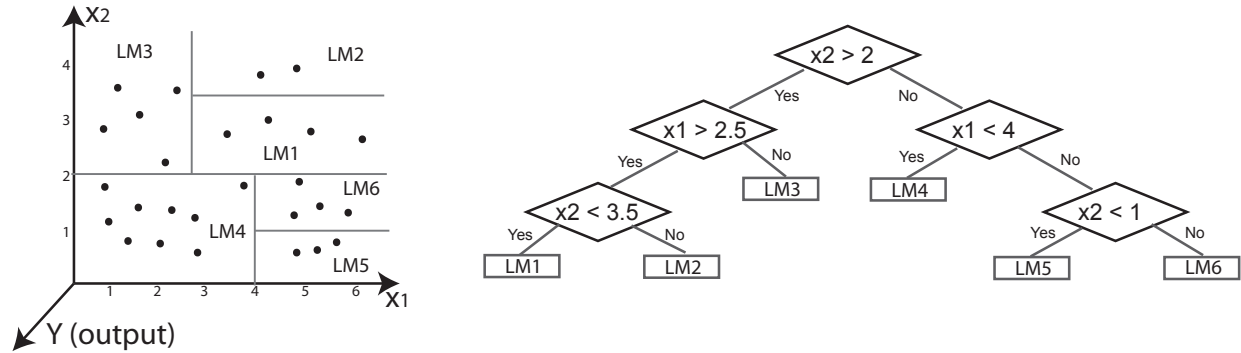 x2
LM3
LM2
4
3
LM1
2
LM6
LM4
1
LM5
1 2 3 4 5 6
x1
Y (output)
x2 > 2
Yes No
x1 > 2.5
x1 < 4
Yes No
Yes No
LM3
LM4
x2 < 3.5
x2 < 1
Yes No
Yes No
LM1
LM2
LM5
LM6